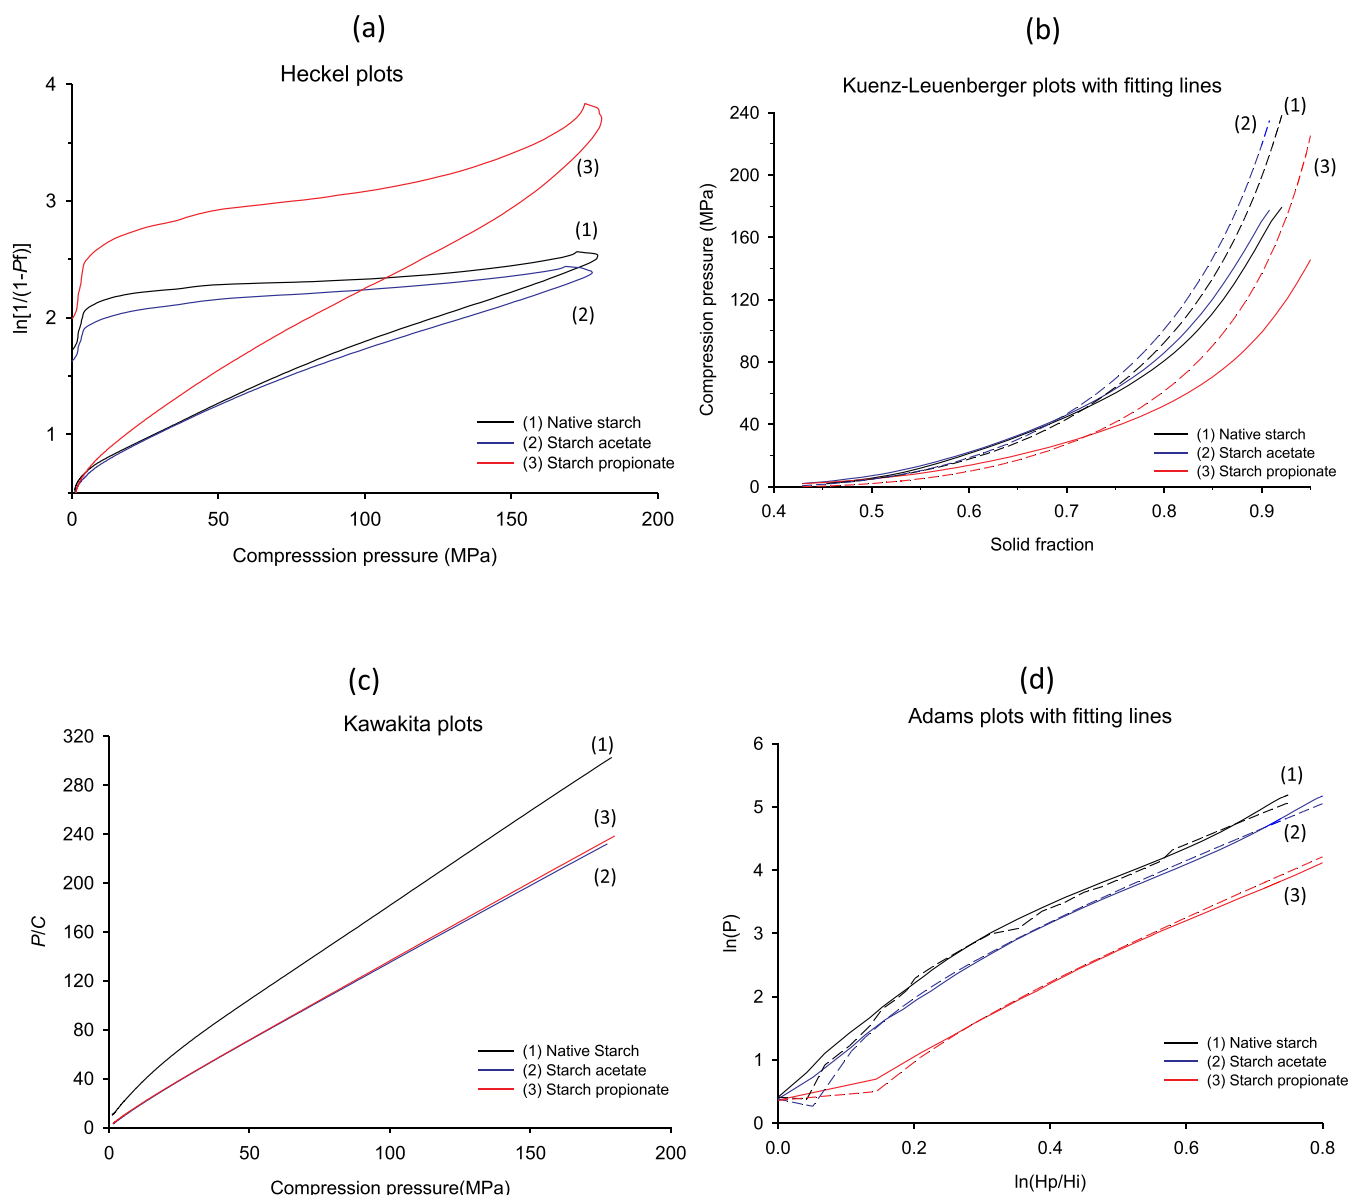 (a)
Heckel plots
4
3
2
1
ln[1/(1-Pf)]
(3)
(1)
(2)
(1) Native starch
(2) Starch acetate
(3) Starch propionate
0
50
100
150
200
Compresssion pressure (MPa)
(b)
Kuenz-Leuenberger plots with fitting lines
240
200
160
120
80
40
0
Compression pressure (MPa)
(1)
(2)
(3)
(1) Native starch
(2) Starch acetate
(3) Starch propionate
0.4
0.5
0.6
0.7
0.8
0.9
Solid fraction
(c)
Kawakita plots
320
280
240
200
160
120
80
40
0
P/C
(1)
(3)
(2)
(1) Native Starch
(2) Starch acetate
(3) Starch propionate
0
50
100
150
200
Compression pressure(MPa)
(d)
Adams plots with fitting lines
6
5
4
3
2
1
0
ln(P)
(1)
(2)
(3)
(1) Native starch
(2) Starch acetate
(3) Starch propionate
0.0
0.2
0.4
0.6
0.8
ln(Hp/Hi)